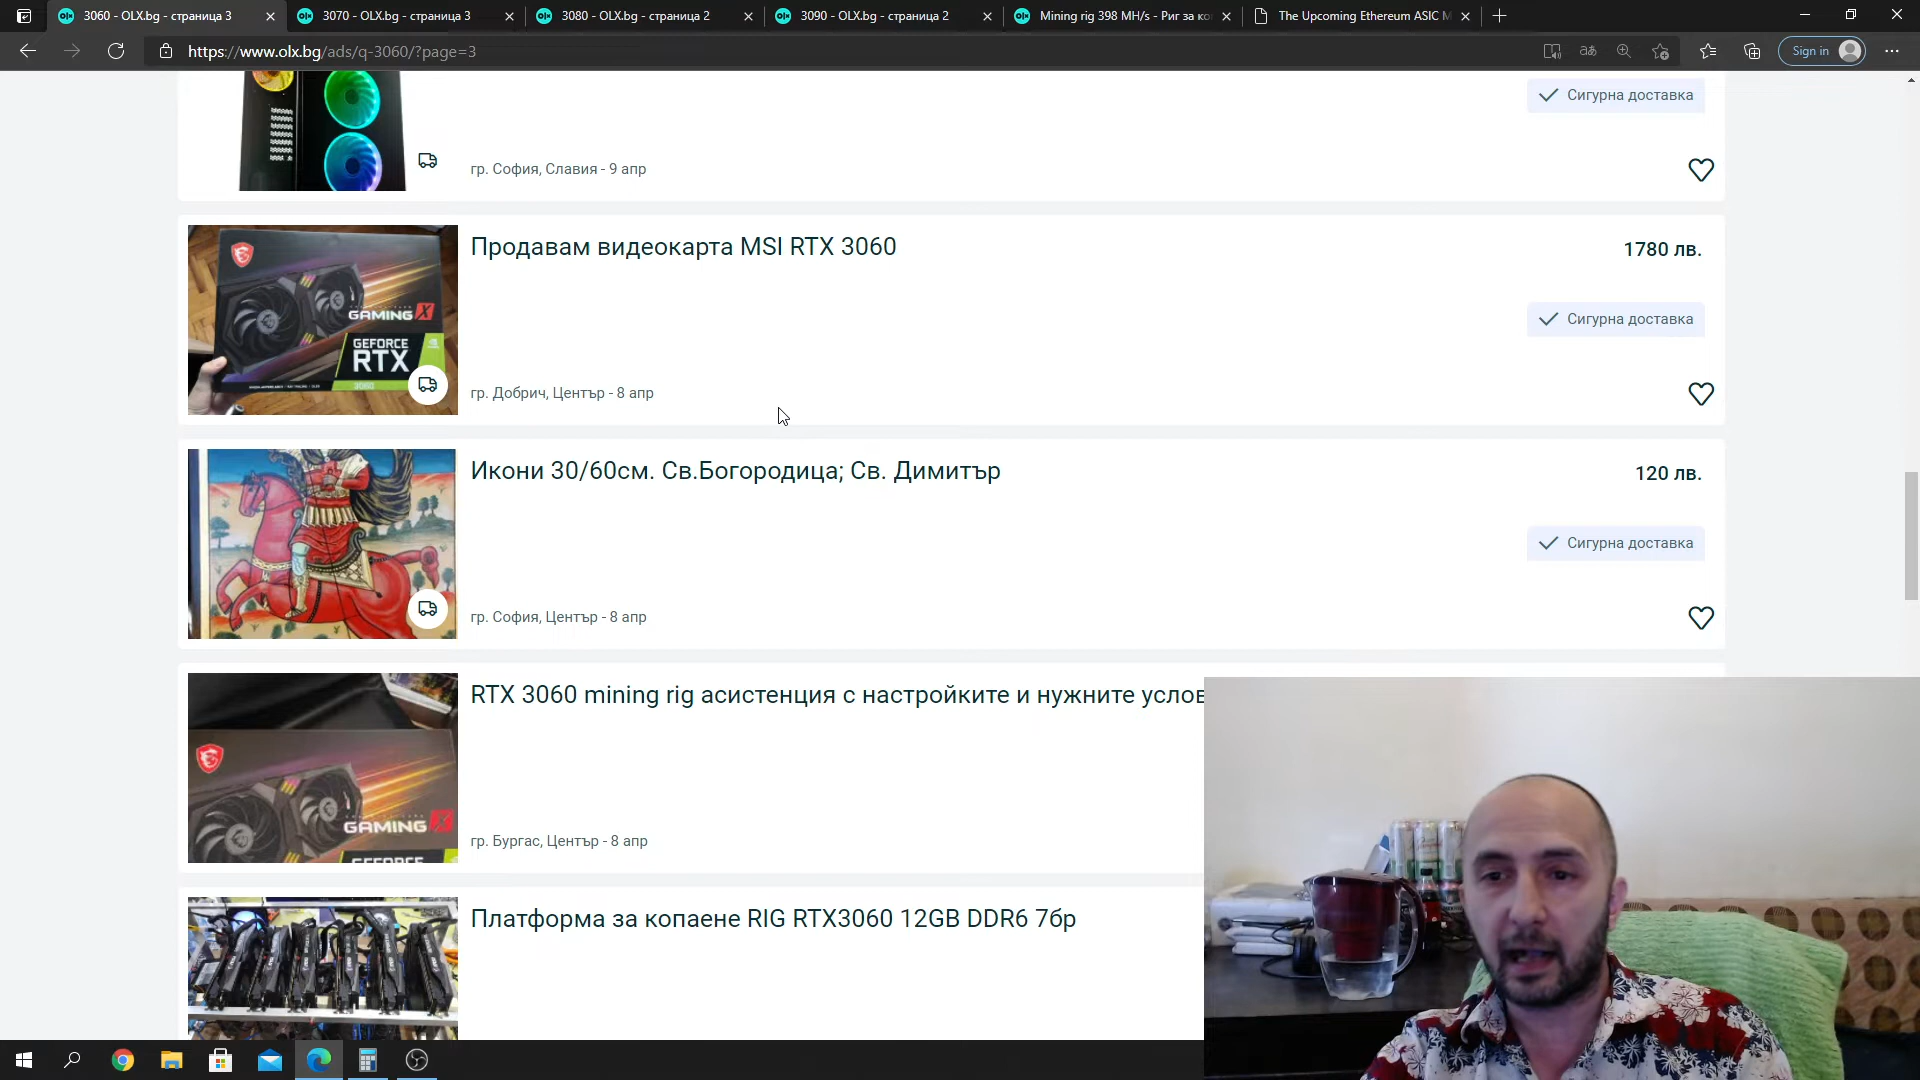 3060 - OLX.bg - страница 3
3070 - OLX.bg - страница 3
3080 - OLX.bg - страница 2
3090 - OLX.bg - страница 2
Mining rig 398 MH/s - Риг за ко
The Upcoming Ethereum ASIC M
https://www.olx.bg/ads/q-3060/?page=3
Sign in
Сигурна доставка
гр. София, Славия - 9 апр
Продавам видеокарта MSI RTX 3060
1780 лв.
GAMING X
GEFORCE
RTX
3060
Сигурна доставка
гр. Добрич, Център - 8 апр
Икони 30/60см. Св.Богородица; Св. Димитър
120 лв.
Сигурна доставка
гр. София, Център - 8 апр
RTX 3060 mining rig асистенция с настройките и нужните услов
GAMING X
GEFORCE
гр. Бургас, Център - 8 апр
Платформа за копаене RIG RTX3060 12GB DDR6 7бр